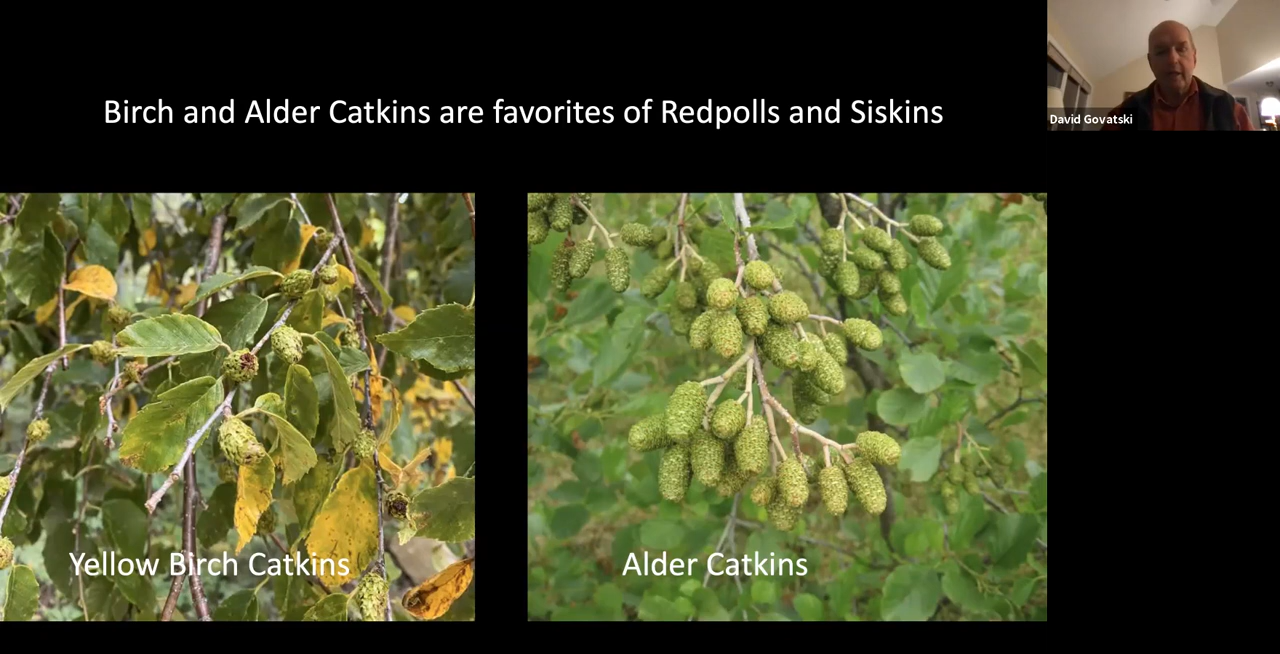 Birch and Alder Catkins are favorites of Redpolls and Siskins
David Govatski
Yellow Birch Catkins
Alder Catkins